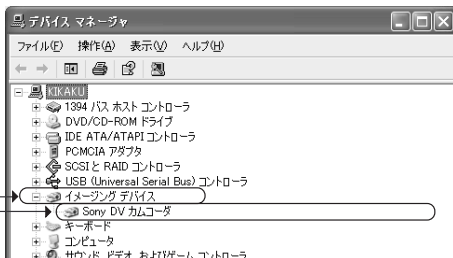 デバイス マネージャ
ファイル(F) 操作(A) 表示(V) ヘルプ(H)
KIKAKU
1394 バス ホスト コントローラ
DVD/CD-ROM ドライブ
IDE ATA/ATAPI コントローラ
PCMCIA アダプタ
SCSI と RAID コントローラ
USB (Universal Serial Bus) コントローラ
イメージング デバイス
Sony DV カムコーダ
キーボード
コンピュータ
サウンド、ビデオ、およびゲーム コントローラ